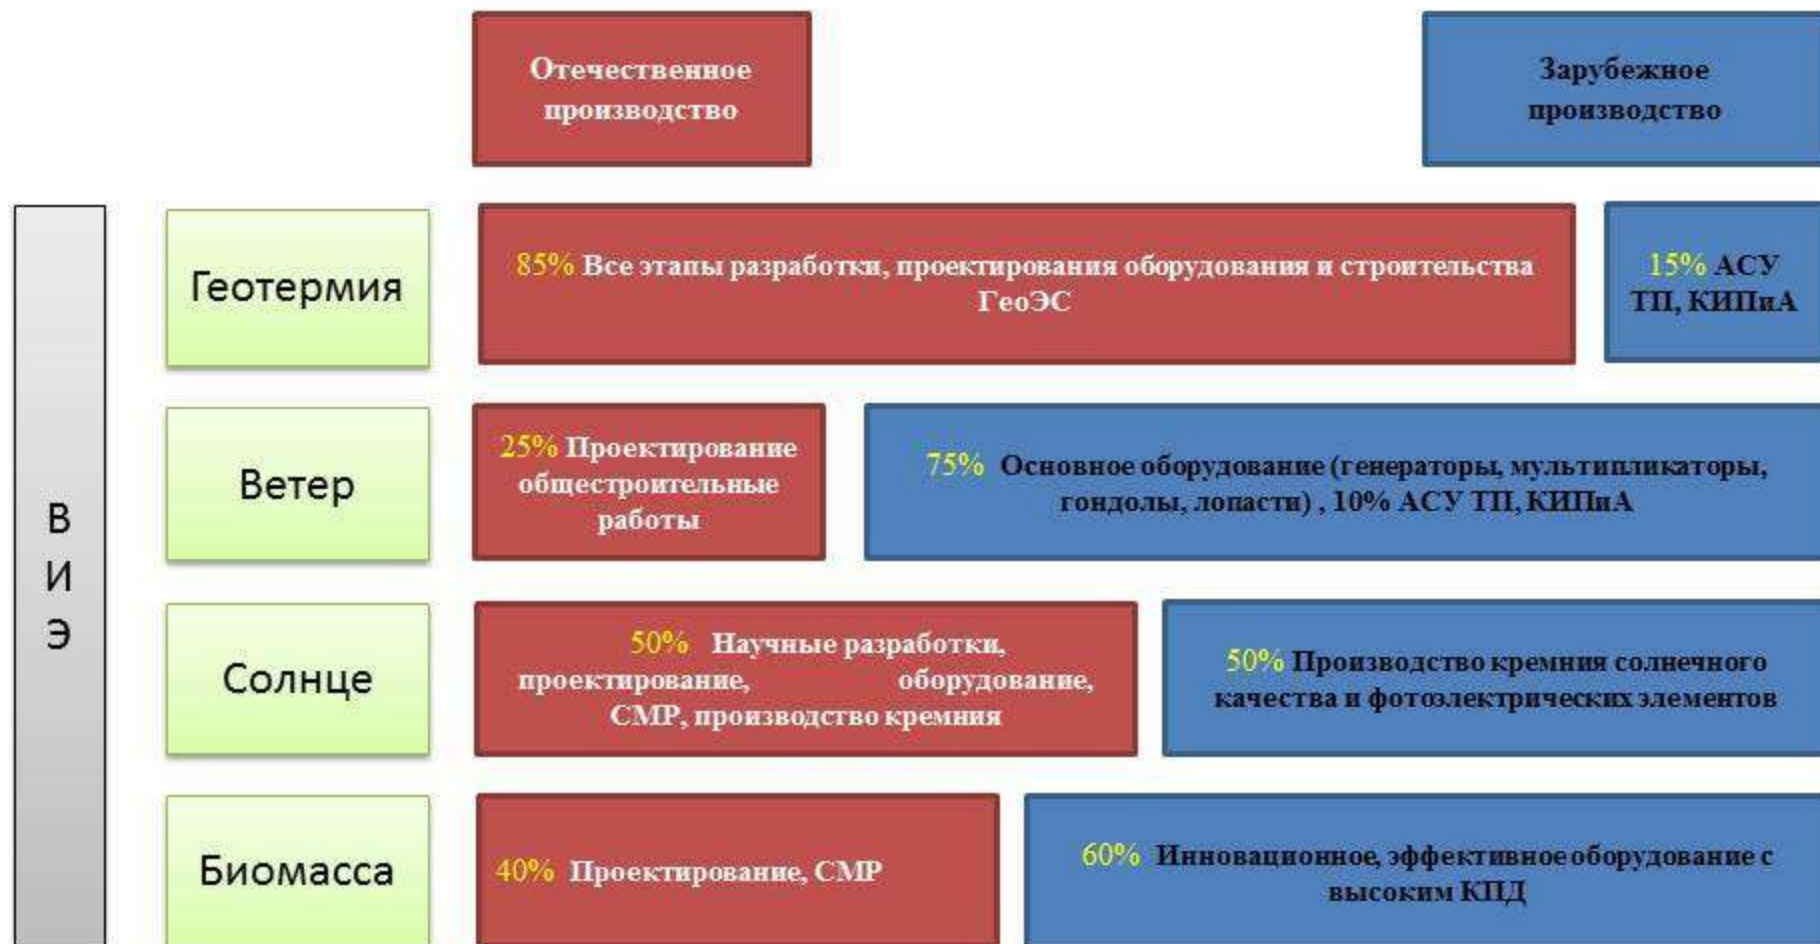 Отечественное
производство
Зарубежное
производство
В
И
Э
Геотермия
85% Все этапы разработки, проектирования оборудования и строительства
ГеоЭС
15% АСУ
ТП, КИПиА
Ветер
25% Проектирование
общестроительные
работы
75% Основное оборудование (генераторы, мультипликаторы,
гондолы, лопасти) , 10% АСУ ТП, КИПиА
Солнце
50% Научные разработки,
проектирование, оборудование,
СМР, производство кремния
50% Производство кремния солнечного
качества и фотоэлектрических элементов
Биомасса
40% Проектирование, СМР
60% Инновационное, эффективное оборудование с
высоким КПД